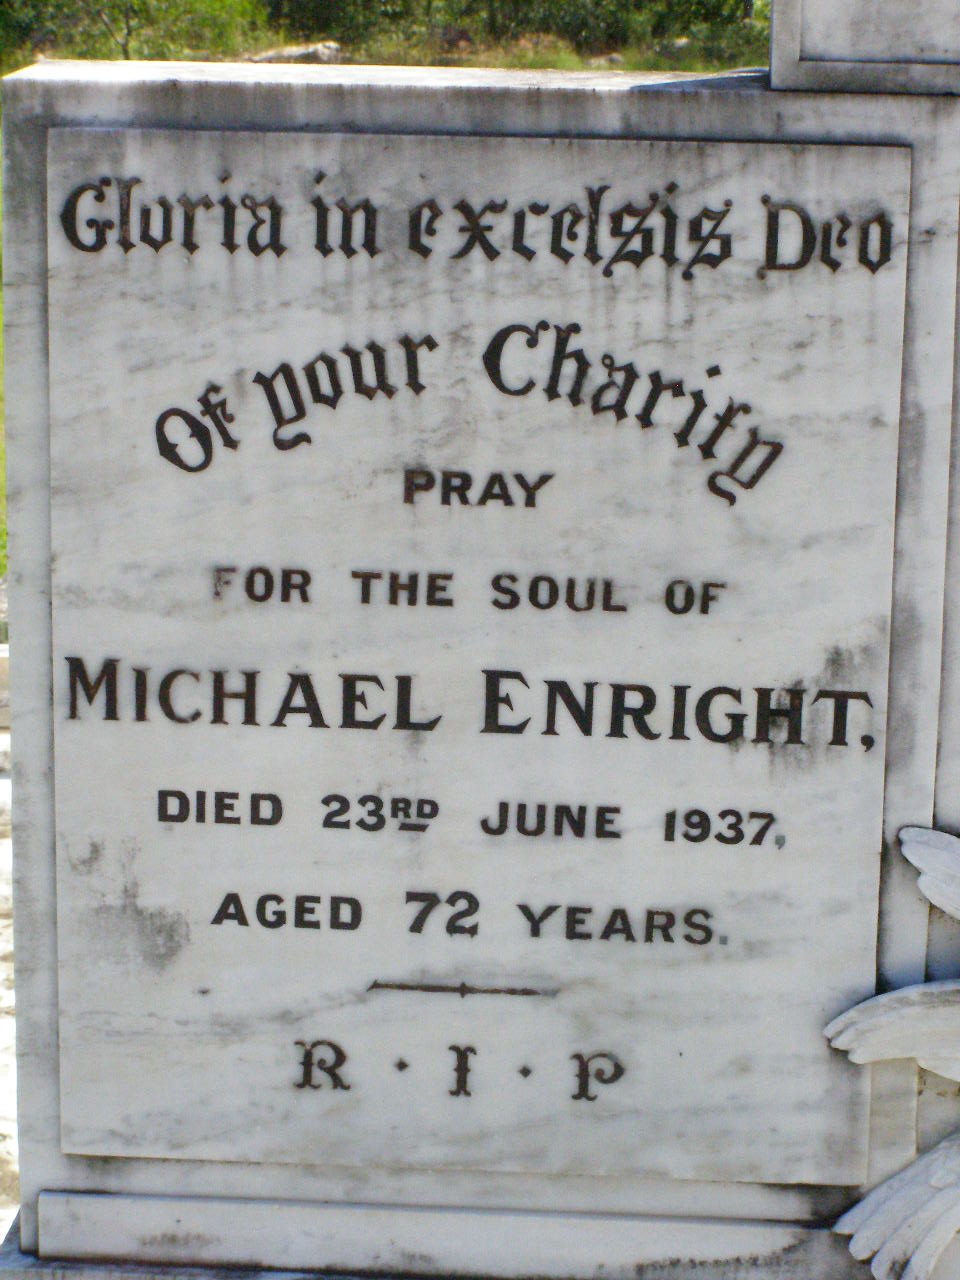 Gloria in excelsis Deo
Of your Charity
PRAY
FOR THE SOUL OF
MICHAEL ENRIGHT,
DIED 23RD JUNE 1937,
AGED 72 YEARS.
R · I · P